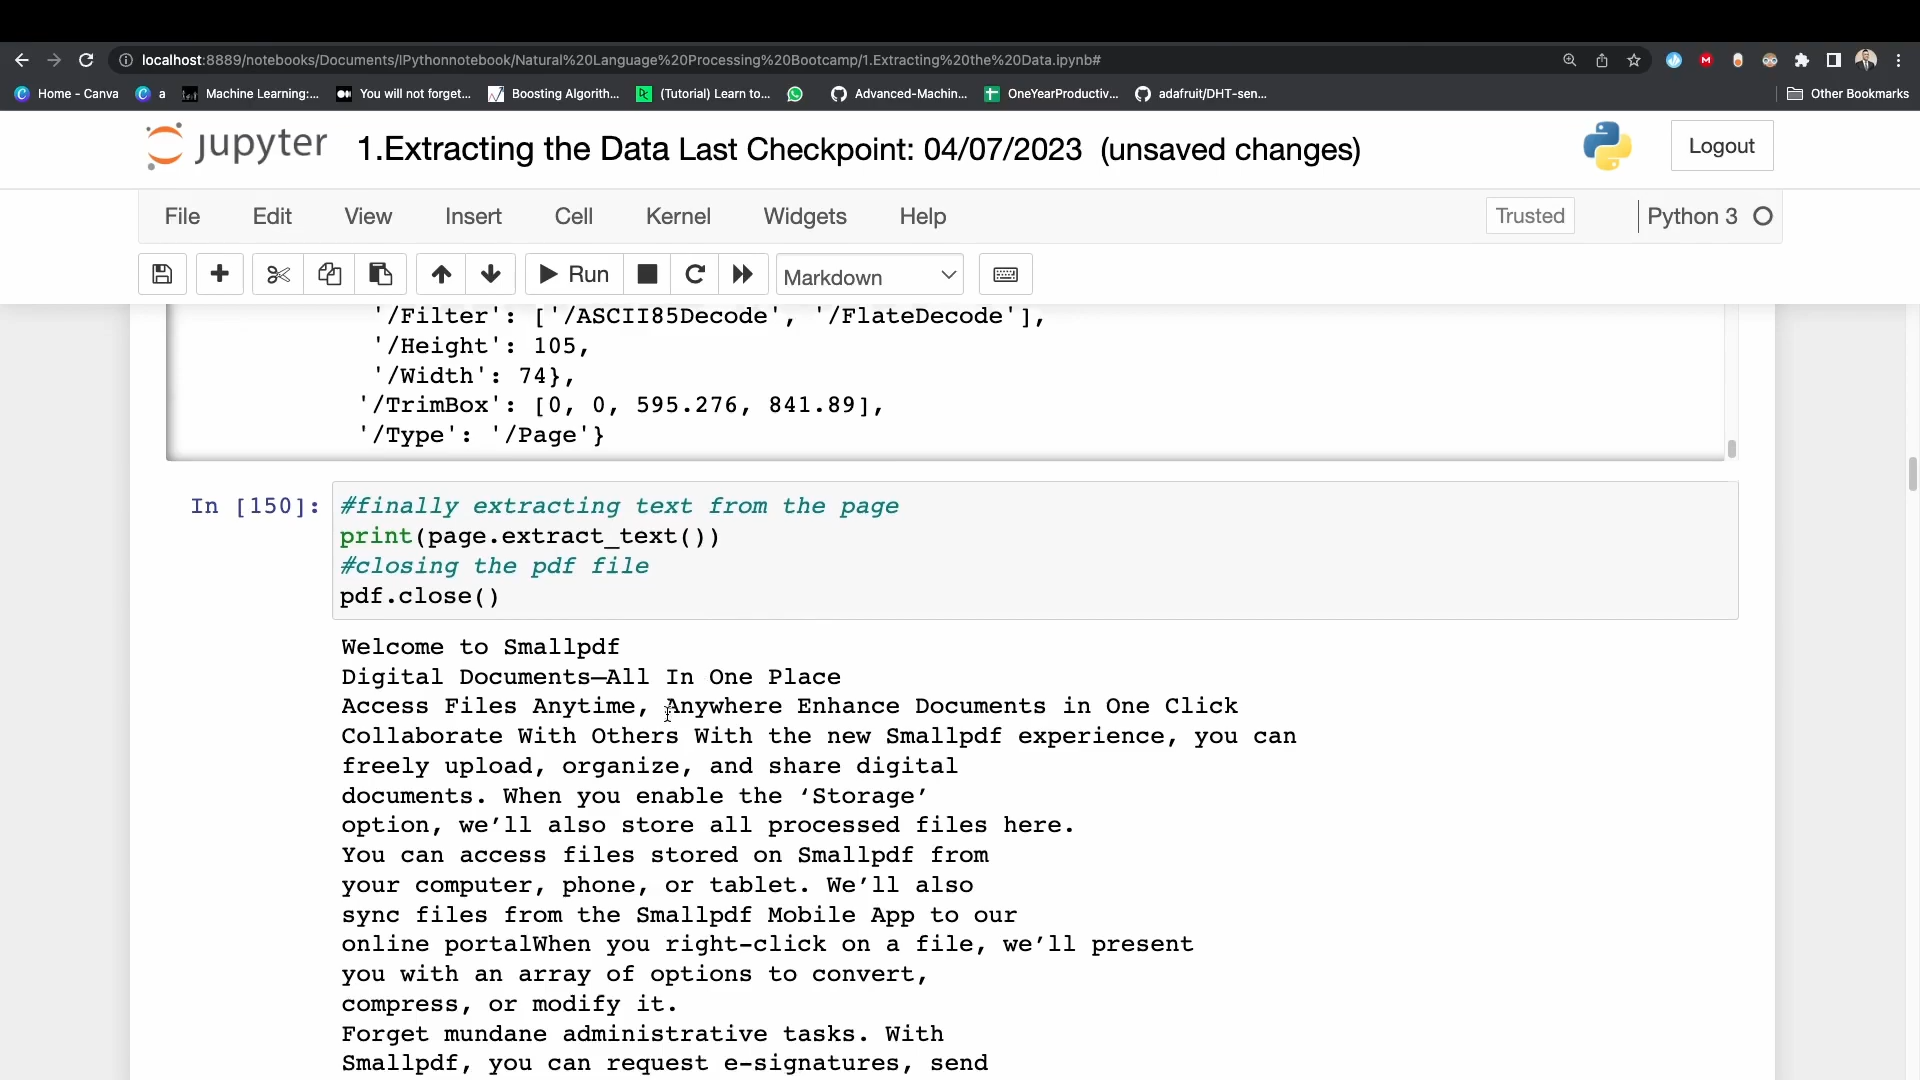 localhost:8889/notebooks/Documents/IPythonnotebook/Natural%20Language%20Processing%20Bootcamp/1.Extracting%20the%20Data.ipynb#
Home - Canva a Machine Learning:... You will not forget... Boosting Algorith... (Tutorial) Learn to... Advanced-Machin... OneYearProductiv... adafruit/DHT-sen... Other Bookmarks
jupyter 1.Extracting the Data Last Checkpoint: 04/07/2023 (unsaved changes) Logout
File Edit View Insert Cell Kernel Widgets Help Trusted Python 3
Run Markdown
'/Filter': ['/ASCII85Decode', '/FlateDecode'],
'/Height': 105,
'/Width': 74},
'/TrimBox': [0, 0, 595.276, 841.89],
'/Type': '/Page'}
In [150]: #finally extracting text from the page
print(page.extract_text())
#closing the pdf file
pdf.close()
Welcome to Smallpdf
Digital Documents—All In One Place
Access Files Anytime, Anywhere Enhance Documents in One Click
Collaborate With Others With the new Smallpdf experience, you can
freely upload, organize, and share digital
documents. When you enable the ‘Storage’
option, we’ll also store all processed files here.
You can access files stored on Smallpdf from
your computer, phone, or tablet. We’ll also
sync files from the Smallpdf Mobile App to our
online portalWhen you right-click on a file, we’ll present
you with an array of options to convert,
compress, or modify it.
Forget mundane administrative tasks. With
Smallpdf, you can request e-signatures, send